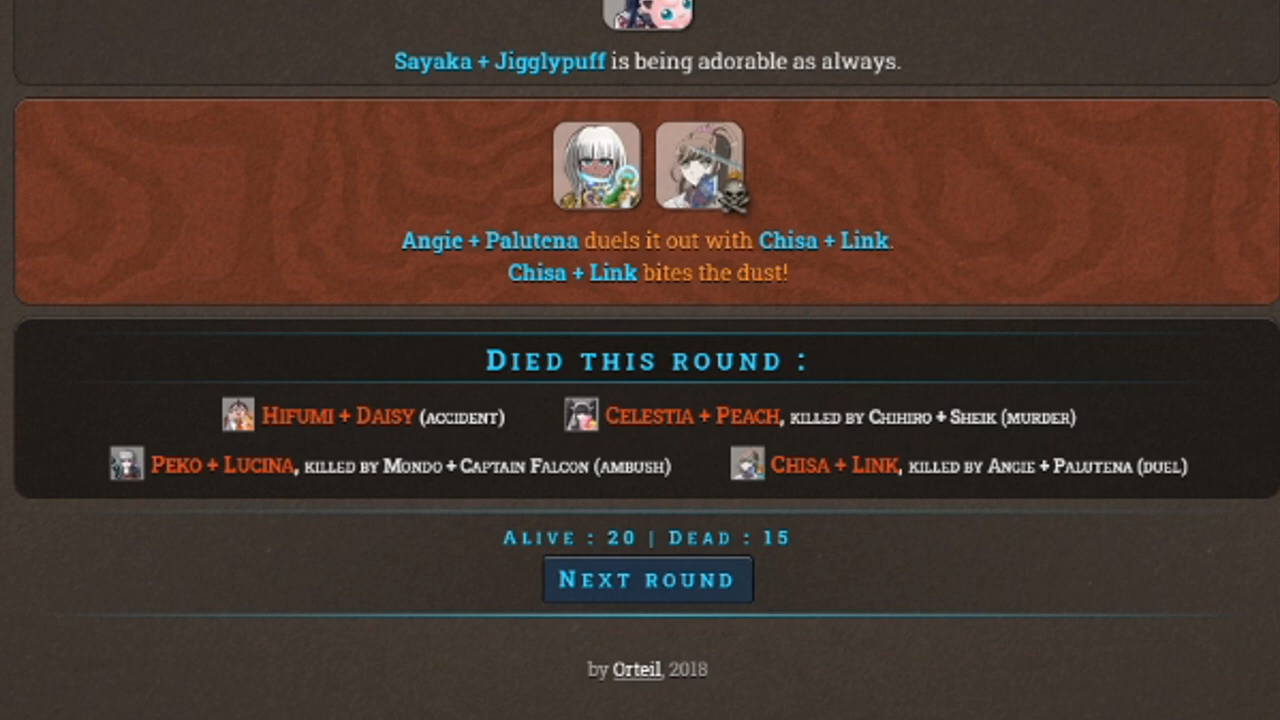 Sayaka + Jigglypuff is being adorable as always.
Angie + Palutena duels it out with Chisa + Link.
Chisa + Link bites the dust!
Died this round :
Hifumi + Daisy (accident) Celestia + Peach, killed by Chihiro + Sheik (murder)
Peko + Lucina, killed by Mondo + Captain Falcon (ambush) Chisa + Link, killed by Angie + Palutena (duel)
Alive : 20 | Dead : 15
Next round
by Orteil, 2018